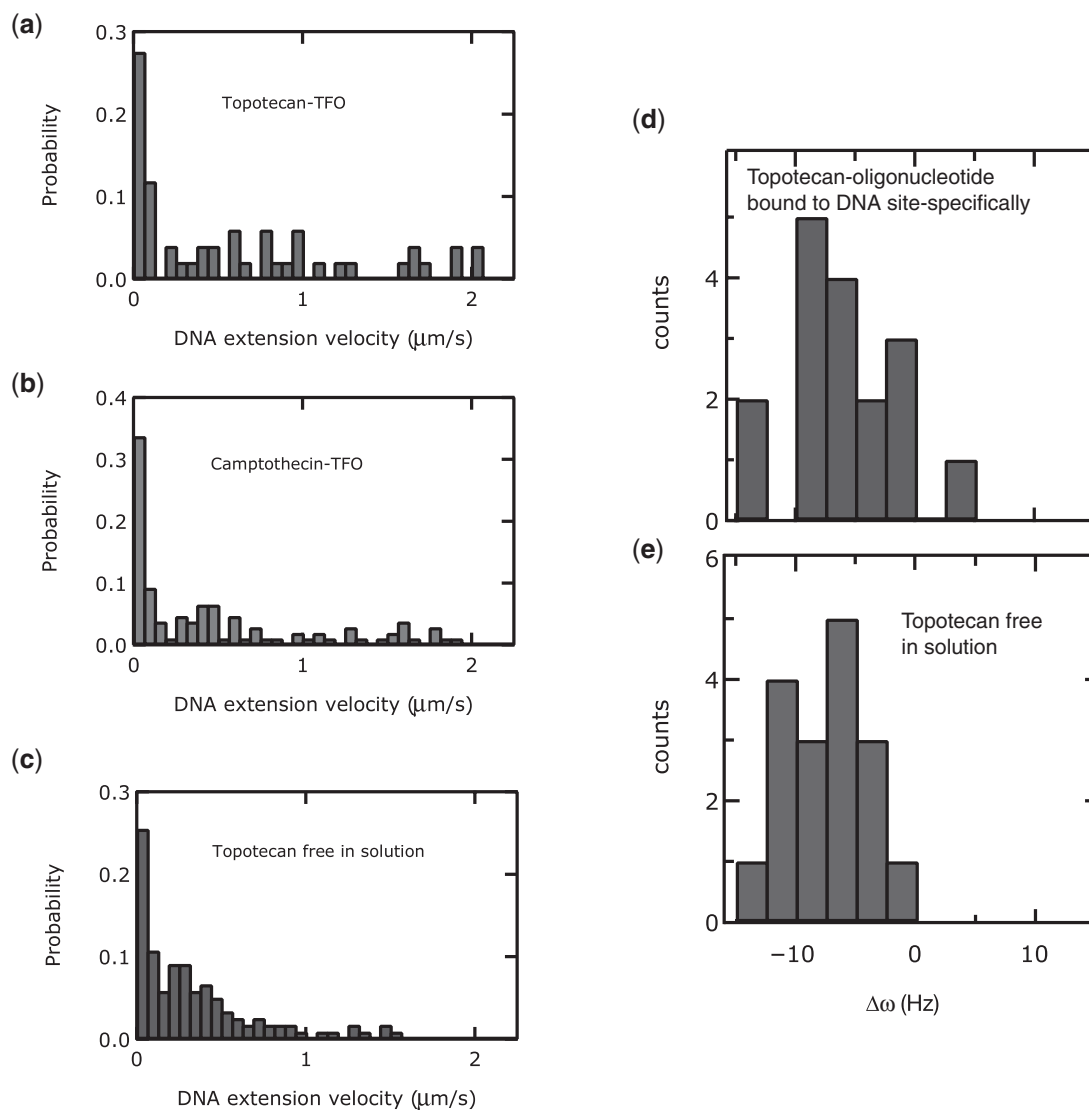 (a)
0.3
0.2
0.1
0.0
Probability
Topotecan-TFO
0
1
2
DNA extension velocity (μm/s)
(b)
0.4
0.3
0.2
0.1
0.0
Probability
Camptothecin-TFO
0
1
2
DNA extension velocity (μm/s)
(c)
0.3
0.2
0.1
0.0
Probability
Topotecan free in solution
0
1
2
DNA extension velocity (μm/s)
(d)
Topotecan-oligonucleotide
bound to DNA site-specifically
counts
4
2
0
(e)
6
4
2
0
counts
Topotecan free
in solution
−10
0
10
Δω (Hz)